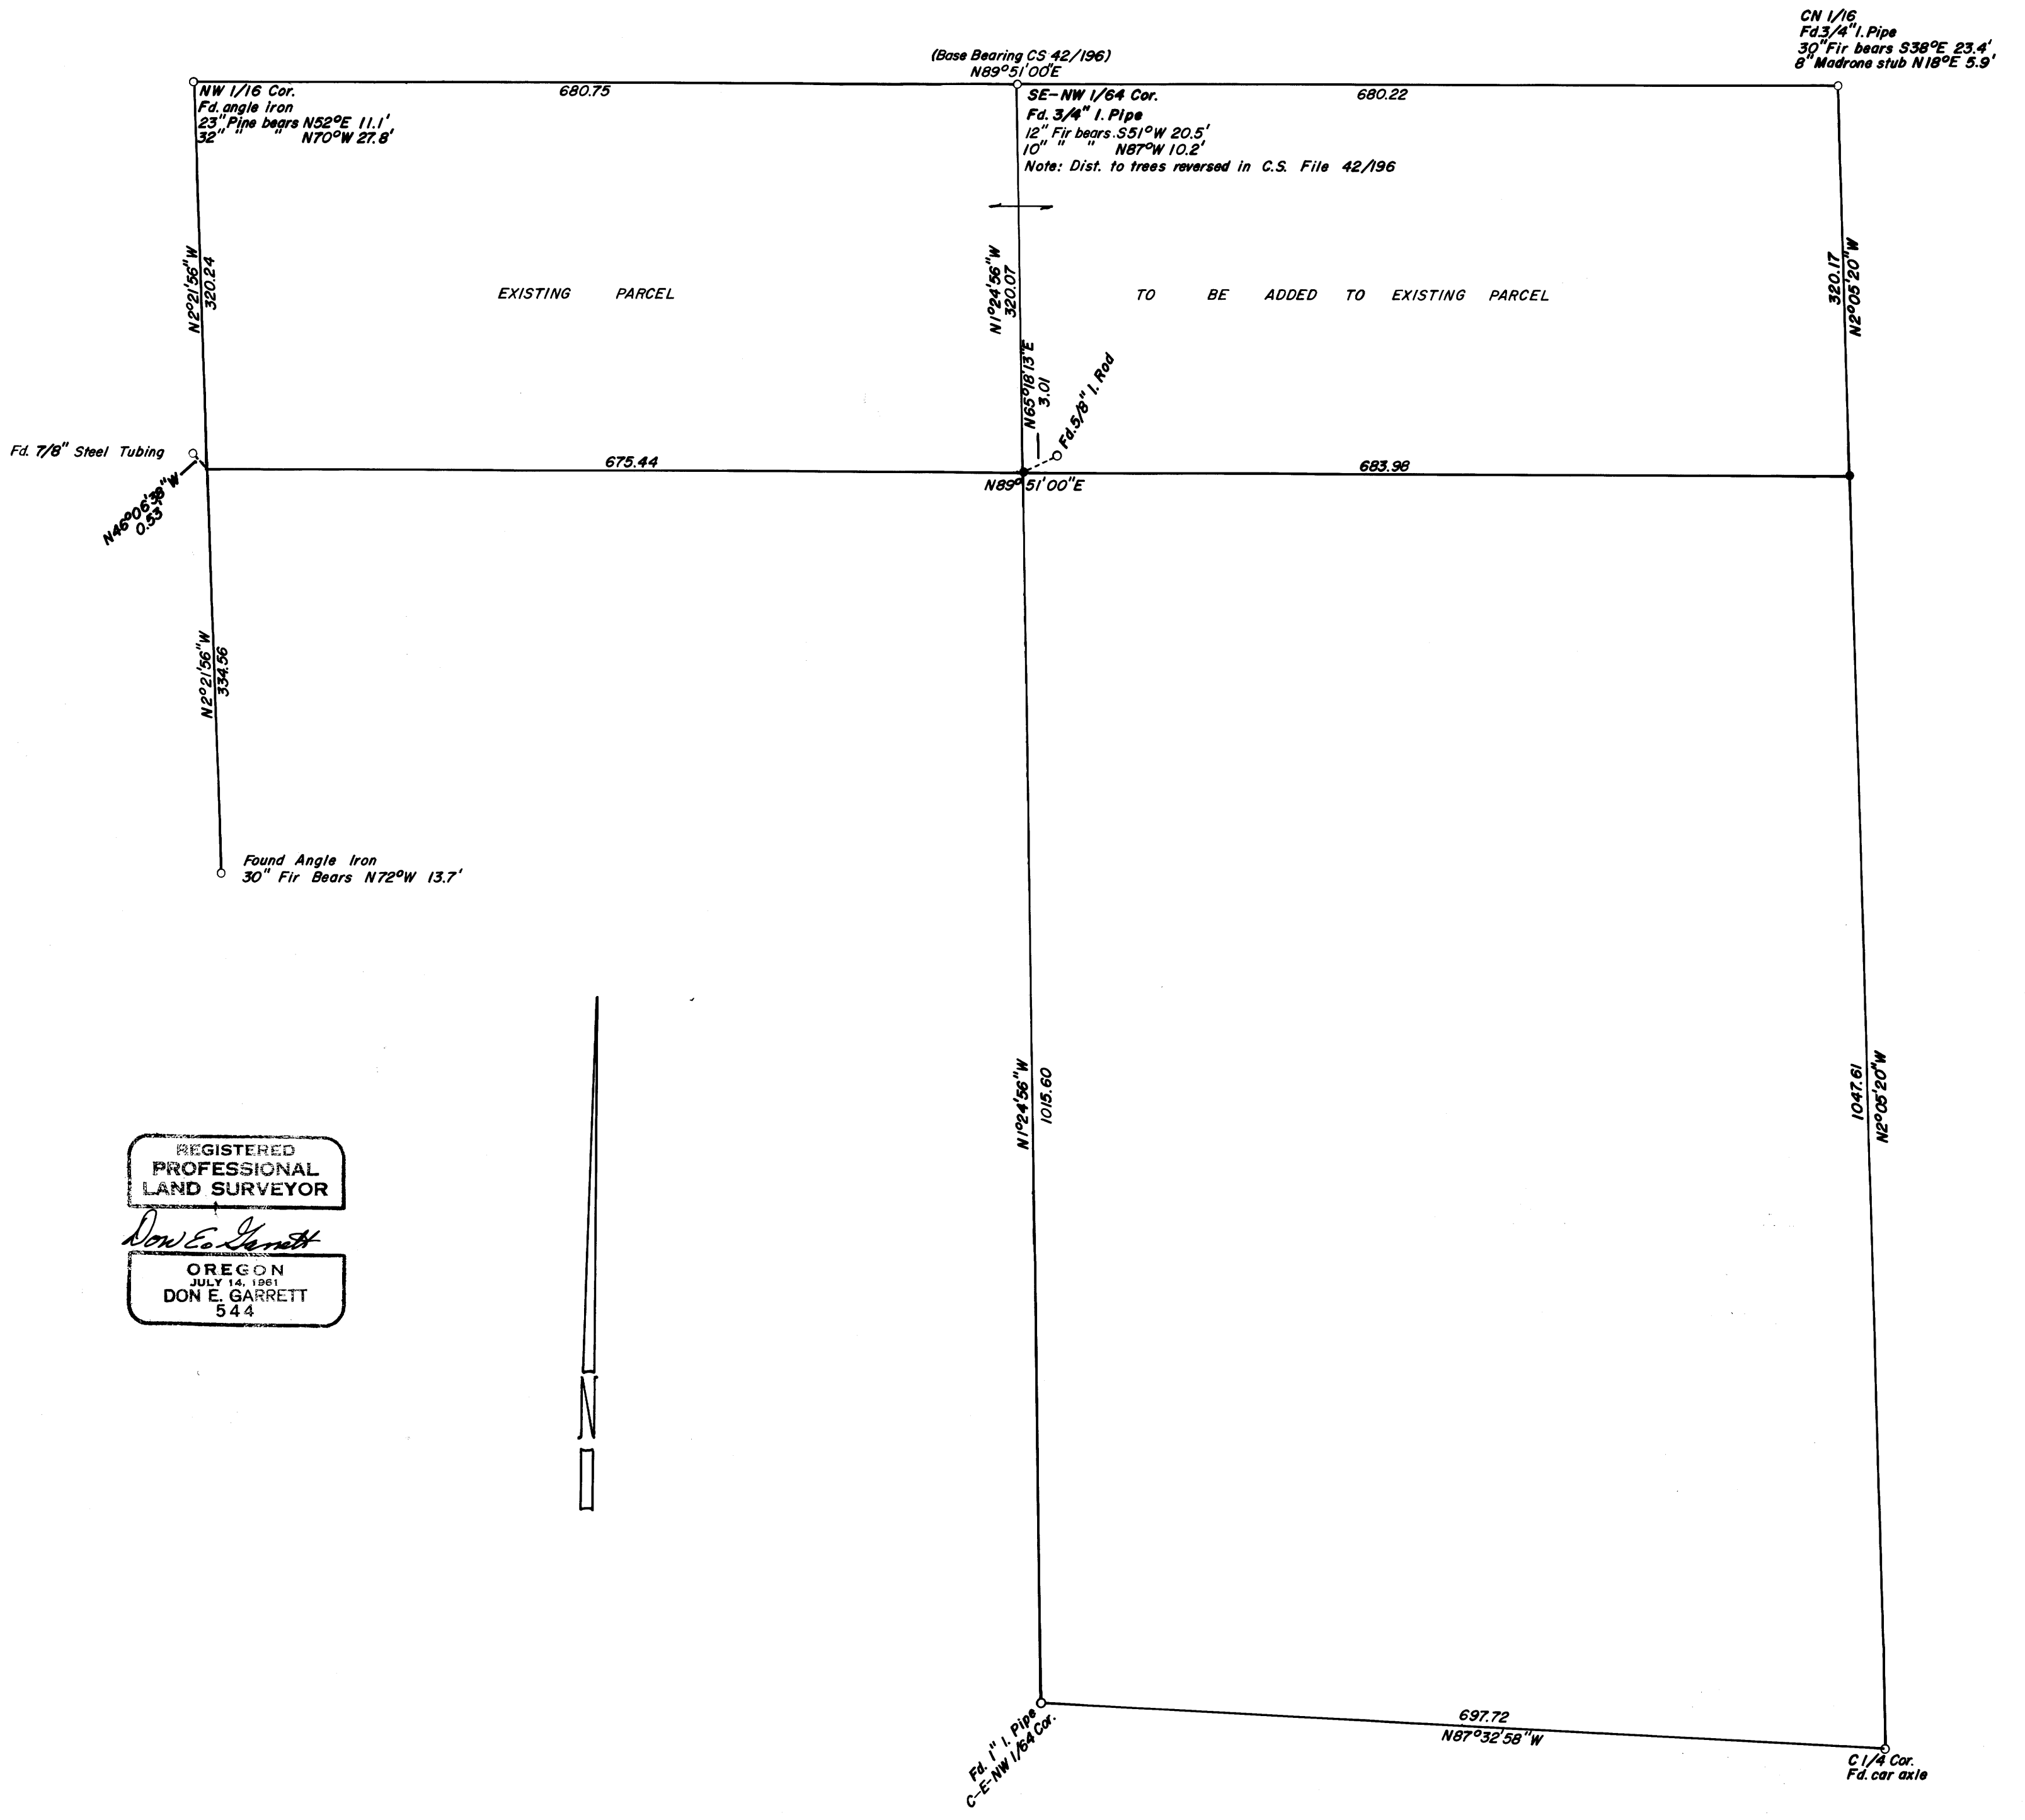 CN 1/16
Fd.3/4" I.Pipe
30"Fir bears S38°E 23.4'
8"Madrone stub N18°E 5.9'
(Base Bearing CS 42/196)
N89°51'00"E
680.75
680.22
NW 1/16 Cor.
Fd. angle iron
23" Pine bears N52°E 11.1'
32" " " N70°W 27.8'
SE-NW 1/64 Cor.
Fd. 3/4" I. Pipe
12" Fir bears S51°W 20.5'
10" " " N87°W 10.2'
Note: Dist. to trees reversed in C.S. File 42/196
N2°21'56"W
320.24
EXISTING PARCEL
N1°24'56"W
320.07
TO BE ADDED TO EXISTING PARCEL
320.17
N2°05'20"W
N65°18'13"E
3.01
Fd.5/8" I. Rod
Fd. 7/8" Steel Tubing
N46°06'38"W
0.53'
675.44
N89°51'00"E
683.98
N2°21'56"W
334.56
Found Angle Iron
30" Fir Bears N72°W 13.7'
N1°24'56"W
1015.60
1047.61
N2°05'20"W
REGISTERED
PROFESSIONAL
LAND SURVEYOR
Don E. Garrett
OREGON
JULY 14, 1961
DON E. GARRETT
544
N
Fd. 1" I. Pipe
C-E-NW 1/64 Cor.
697.72
N87°32'58"W
C 1/4 Cor.
Fd. car axle